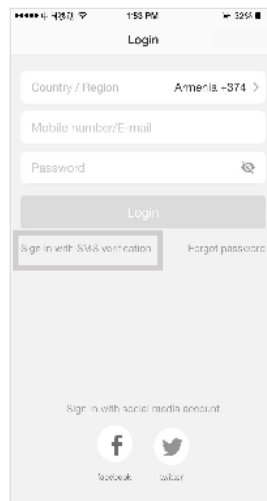 1:53 PM
Login
Country / Region Armenia +374 >
Mobile number/E-mail
Password
Login
Sign in with SMS verification Forgot password
Sign in with social media account
facebook twitter